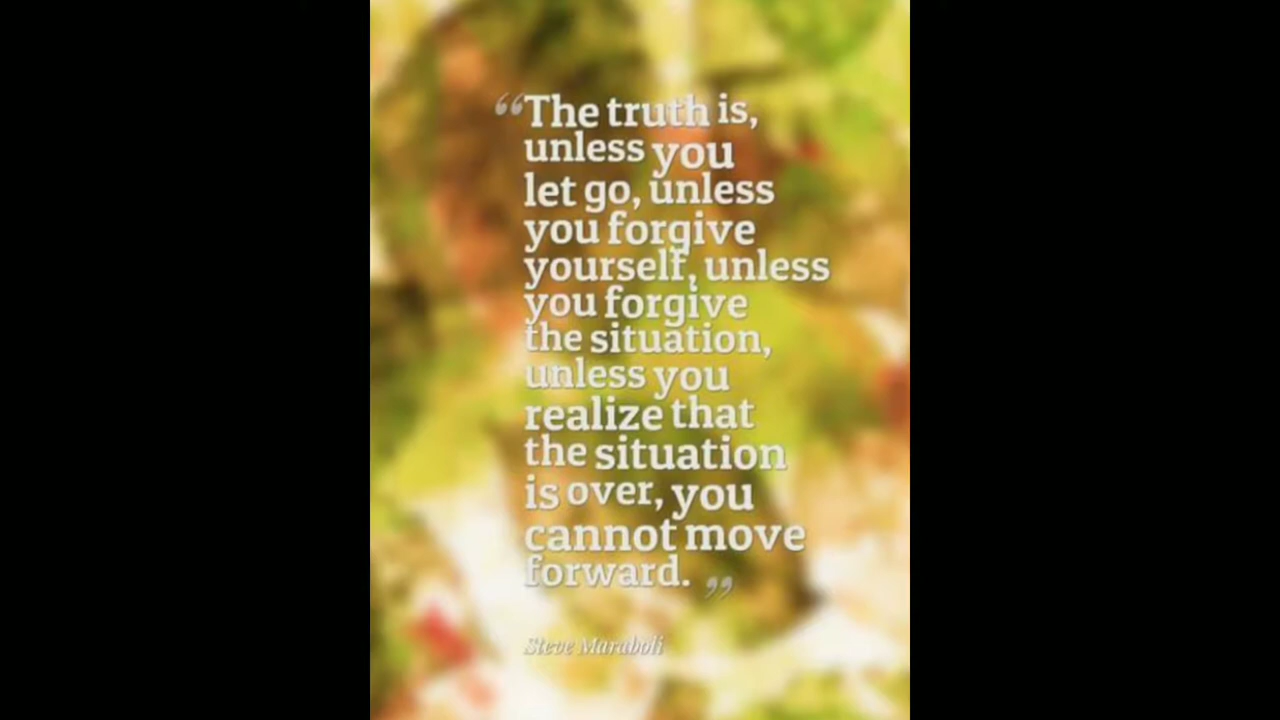 “The truth is,
unless you
let go, unless
you forgive
yourself, unless
you forgive
the situation,
unless you
realize that
the situation
is over, you
cannot move
forward. ”
Steve Maraboli